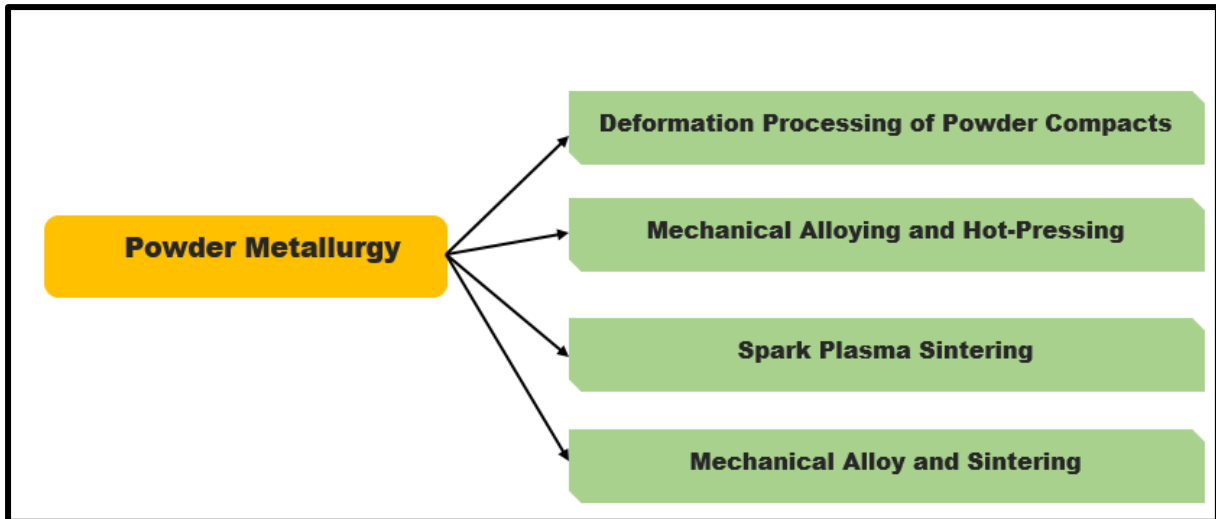 Deformation Processing of Powder Compacts
Mechanical Alloying and Hot-Pressing
Powder Metallurgy
Spark Plasma Sintering
Mechanical Alloy and Sintering